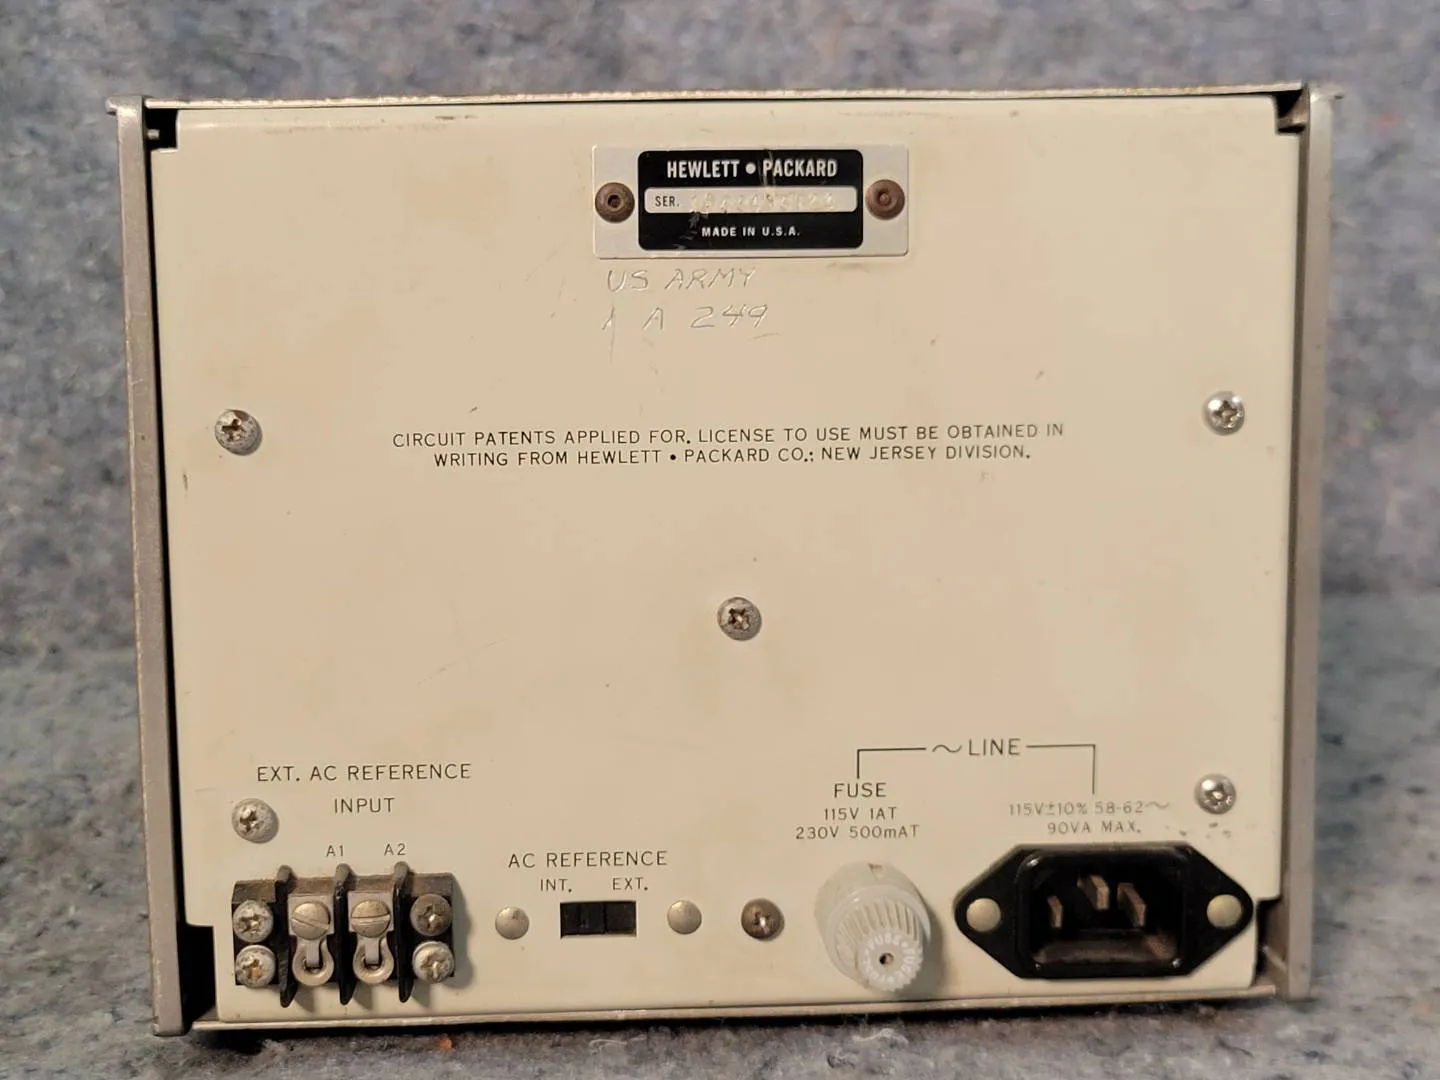 HEWLETT • PACKARD
SER.
MADE IN U.S.A.
US ARMY
A 249
CIRCUIT PATENTS APPLIED FOR. LICENSE TO USE MUST BE OBTAINED IN
WRITING FROM HEWLETT • PACKARD CO.; NEW JERSEY DIVISION.
EXT. AC REFERENCE
INPUT
A1 A2
AC REFERENCE
INT. EXT.
~LINE
FUSE
115V 1AT
230V 500mAT
115V±10% 58-62~
90VA MAX.